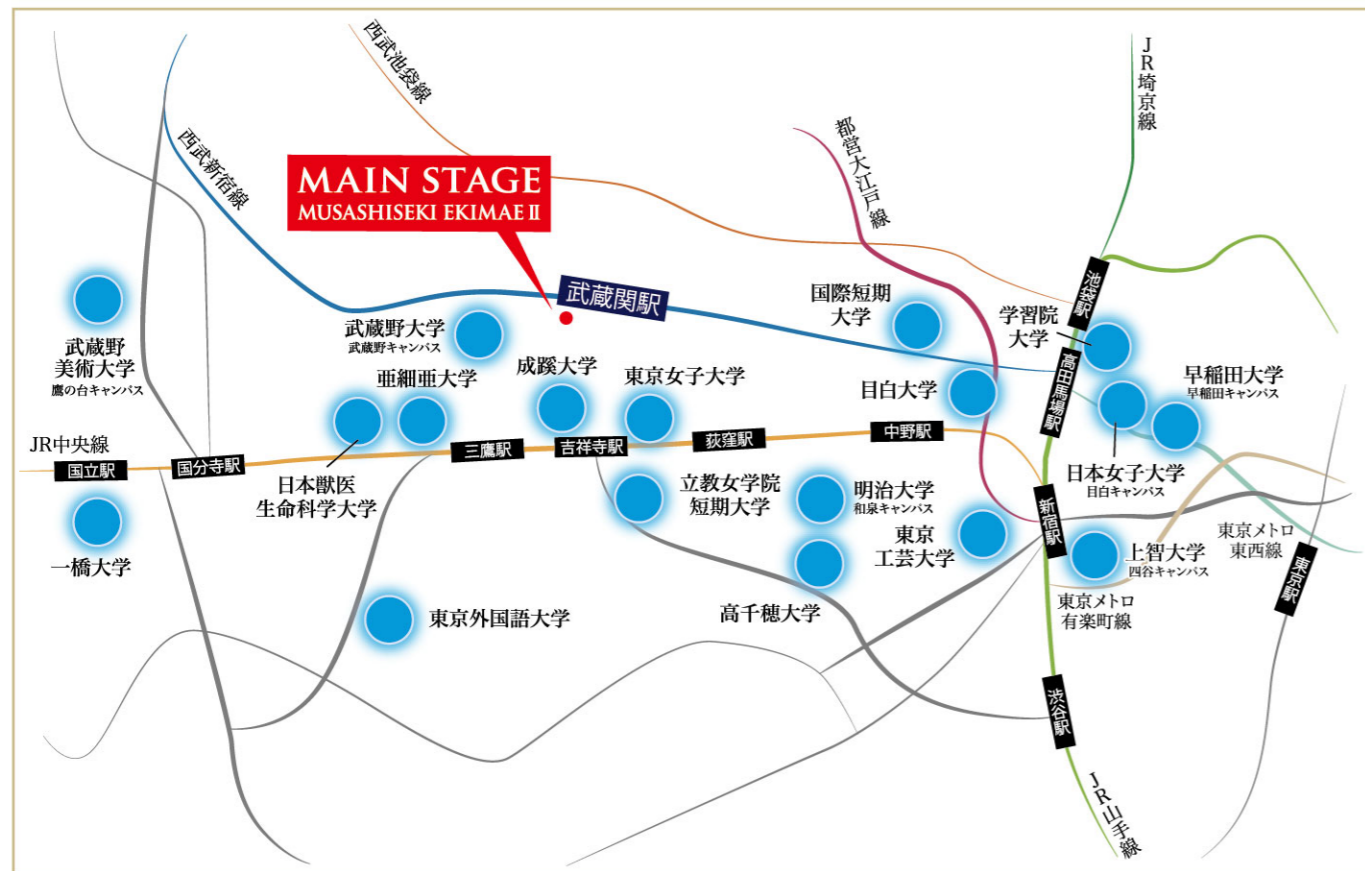 西武池袋線
JR埼京線
西武新宿線
都営大江戸線
MAIN STAGE
MUSASHISEKI EKIMAE II
武蔵関駅
池袋駅
国際短期
大学
学習院
大学
武蔵野
美術大学
鷹の台キャンパス
武蔵野大学
武蔵野キャンパス
亜細亜大学
成蹊大学
東京女子大学
目白大学
高田馬場駅
早稲田大学
早稲田キャンパス
JR中央線
国立駅
国分寺駅
三鷹駅
吉祥寺駅
荻窪駅
中野駅
日本獣医
生命科学大学
立教女学院
短期大学
明治大学
和泉キャンパス
日本女子大学
目白キャンパス
新宿駅
東京
工芸大学
上智大学
四谷キャンパス
東京メトロ
東西線
東京駅
一橋大学
東京外国語大学
高千穂大学
東京メトロ
有楽町線
渋谷駅
JR山手線